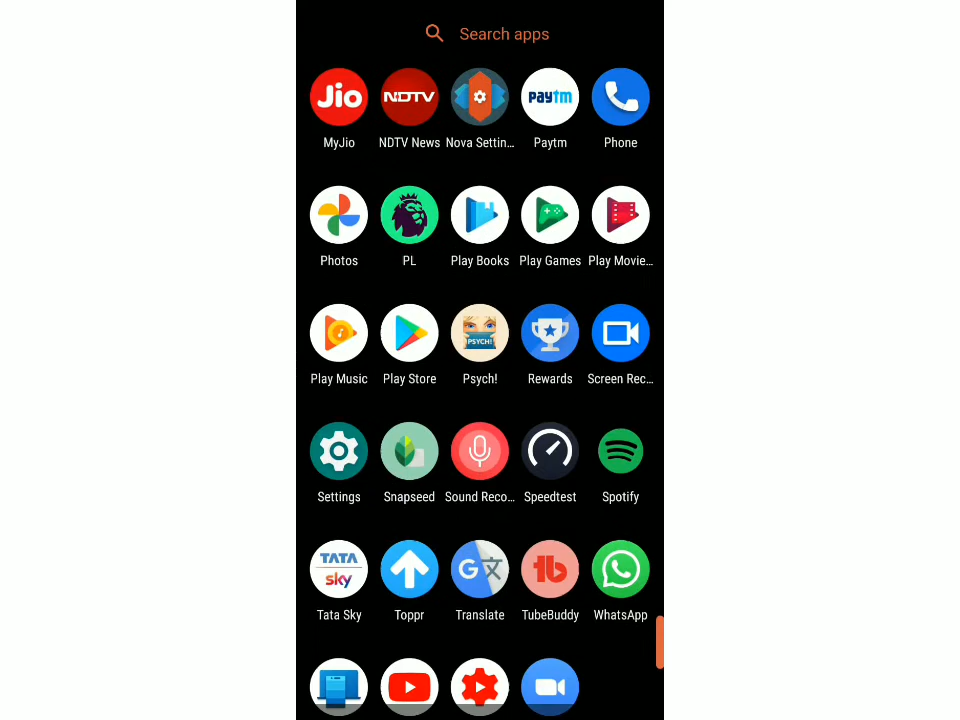 Search apps
Jio NDTV paytm
MyJio NDTV News Nova Settin... Paytm Phone
Photos PL Play Books Play Games Play Movie...
PSYCH!
Play Music Play Store Psych! Rewards Screen Rec...
Settings Snapseed Sound Reco... Speedtest Spotify
TATA
sky G 文 tb
Tata Sky Toppr Translate TubeBuddy WhatsApp